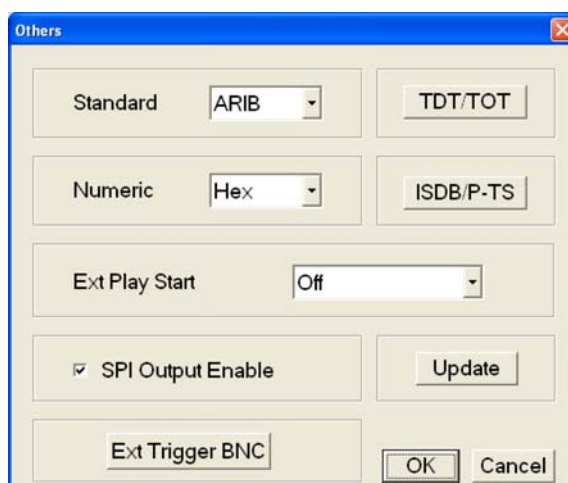 Others
Standard ARIB TDT/TOT
Numeric Hex ISDB/P-TS
Ext Play Start Off
SPI Output Enable Update
Ext Trigger BNC OK Cancel